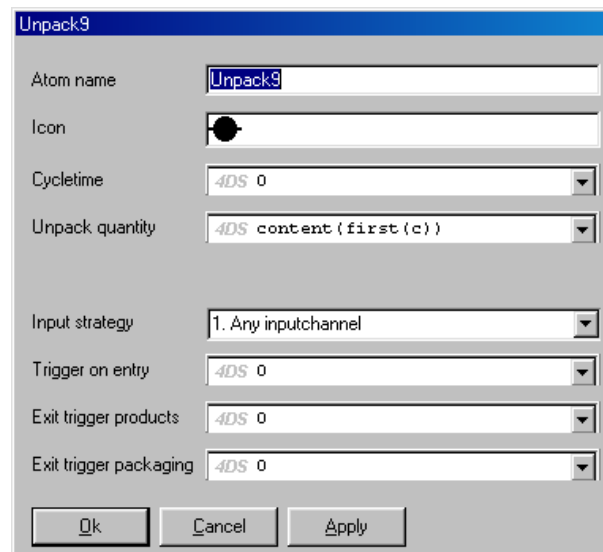 Unpack9
Atom name Unpack9
Icon
Cycletime 4DS 0
Unpack quantity 4DS content(first(c))
Input strategy 1. Any inputchannel
Trigger on entry 4DS 0
Exit trigger products 4DS 0
Exit trigger packaging 4DS 0
Ok Cancel Apply